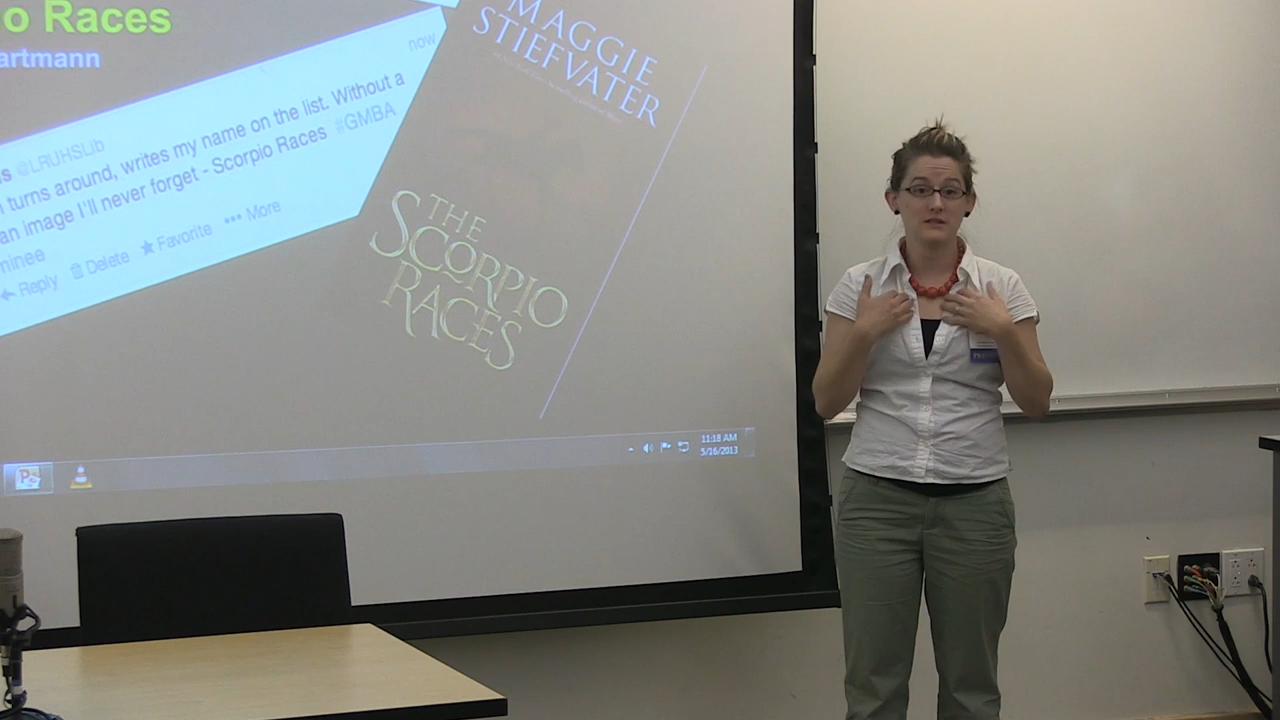 o Races
artmann
now
s @LRUHSLib
turns around, writes my name on the list. Without a
an image I'll never forget - Scorpio Races #GMBA
minee
Reply Delete Favorite ••• More
MAGGIE
STIEFVATER
THE
SCORPIO
RACES
11:18 AM
5/16/2013